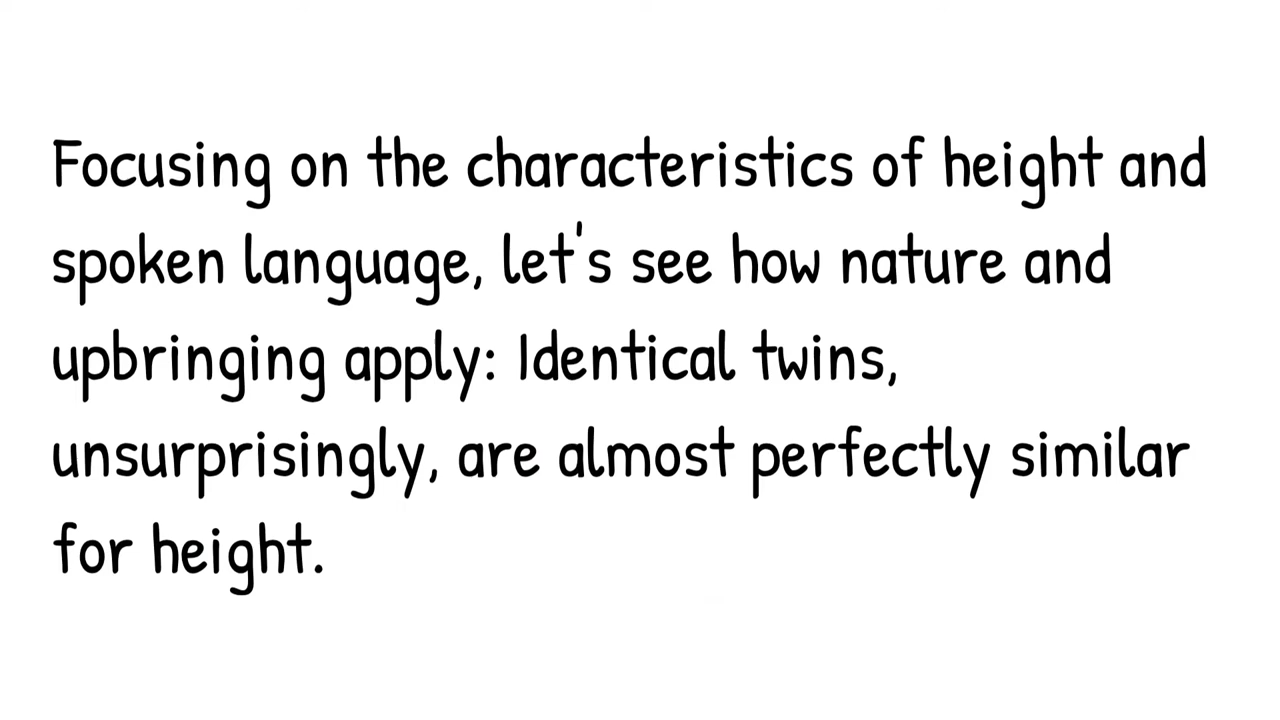 Focusing on the characteristics of height and
spoken language, let's see how nature and
upbringing apply: Identical twins,
unsurprisingly, are almost perfectly similar
for height.